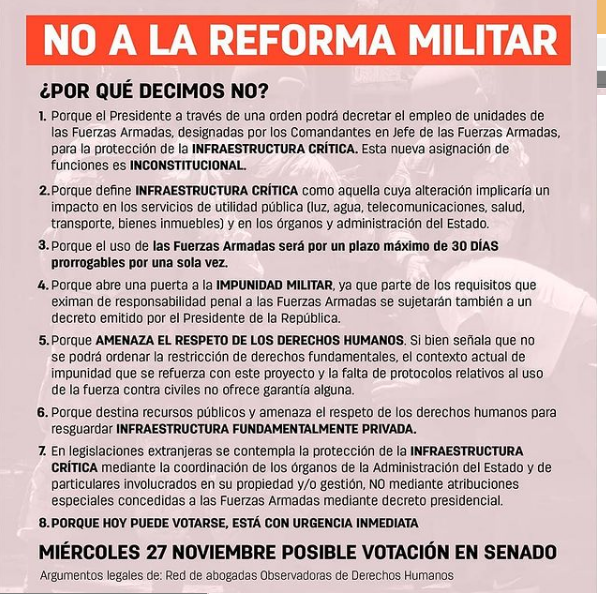 NO A LA REFORMA MILITAR
¿POR QUÉ DECIMOS NO?
1. Porque el Presidente a través de una orden podrá decretar el empleo de unidades de
las Fuerzas Armadas, designadas por los Comandantes en Jefe de las Fuerzas Armadas,
para la protección de la INFRAESTRUCTURA CRÍTICA. Esta nueva asignación de
funciones es INCONSTITUCIONAL.
2. Porque define INFRAESTRUCTURA CRÍTICA como aquella cuya alteración implicaría un
impacto en los servicios de utilidad pública (luz, agua, telecomunicaciones, salud,
transporte, bienes inmuebles) y en los órganos y administración del Estado.
3. Porque el uso de las Fuerzas Armadas será por un plazo máximo de 30 DÍAS
prorrogables por una sola vez.
4. Porque abre una puerta a la IMPUNIDAD MILITAR, ya que parte de los requisitos que
eximan de responsabilidad penal a las Fuerzas Armadas se sujetarán también a un
decreto emitido por el Presidente de la República.
5. Porque AMENAZA EL RESPETO DE LOS DERECHOS HUMANOS. Si bien señala que no
se podrá ordenar la restricción de derechos fundamentales, el contexto actual de
impunidad que se refuerza con este proyecto y la falta de protocolos relativos al uso
de la fuerza contra civiles no ofrece garantía alguna.
6. Porque destina recursos públicos y amenaza el respeto de los derechos humanos para
resguardar INFRAESTRUCTURA FUNDAMENTALMENTE PRIVADA.
7. En legislaciones extranjeras se contempla la protección de la INFRAESTRUCTURA
CRÍTICA mediante la coordinación de los órganos de la Administración del Estado y de
particulares involucrados en su propiedad y/o gestión, NO mediante atribuciones
especiales concedidas a las Fuerzas Armadas mediante decreto presidencial.
8. PORQUE HOY PUEDE VOTARSE, ESTÁ CON URGENCIA INMEDIATA
MIÉRCOLES 27 NOVIEMBRE POSIBLE VOTACIÓN EN SENADO
Argumentos legales de: Red de abogadas Observadoras de Derechos Humanos